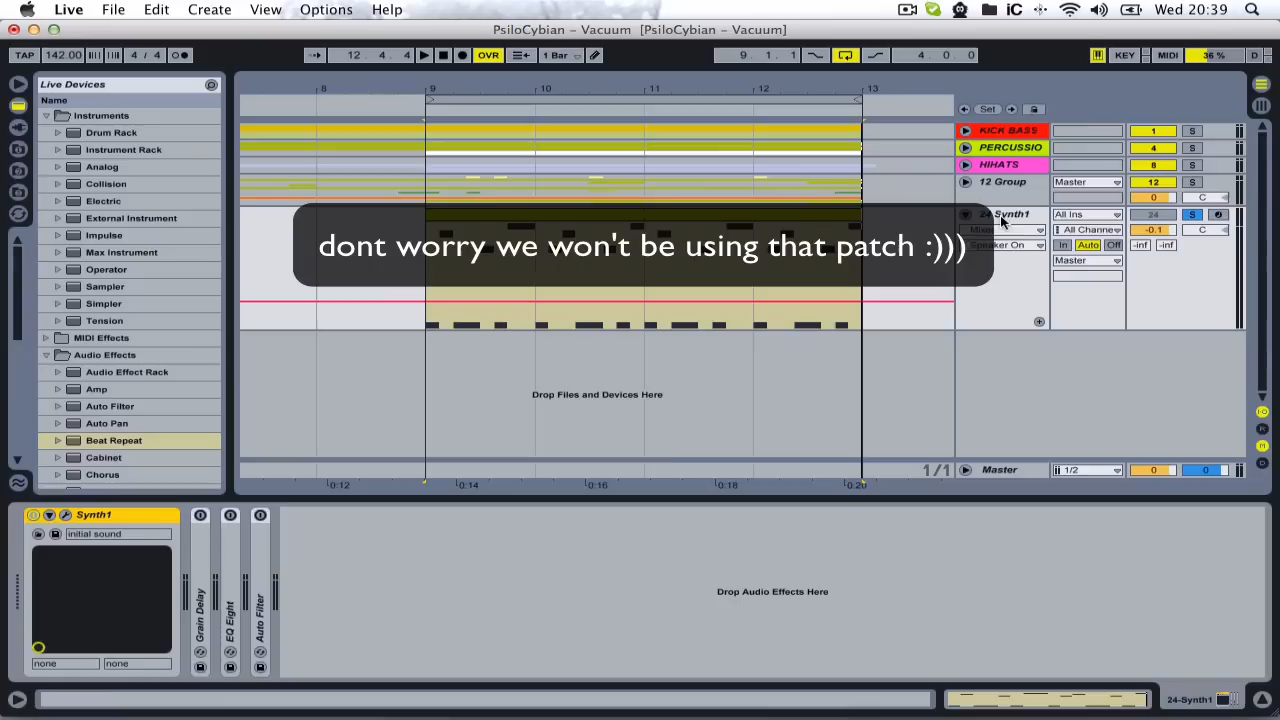 Live File Edit Create View Options Help iC Wed 20:39
PsiloCybian - Vacuum [PsiloCybian - Vacuum]
TAP 142.00 4 / 4 12. 4. 4 OVR 1 Bar 9. 1. 1 4. 0. 0 KEY MIDI 36 % D
Live Devices
Name
Instruments
Drum Rack
Instrument Rack
Analog
Collision
Electric
External Instrument
Impulse
Max Instrument
Operator
Sampler
Simpler
Tension
MIDI Effects
Audio Effects
Audio Effect Rack
Amp
Auto Filter
Auto Pan
Beat Repeat
Cabinet
Chorus
8 9 10 11 12 13
Set
KICK BASS 1 S
PERCUSSIO 4 S
HIHATS 8 S
12 Group Master 12 S
0 C
24 Synth1 All Ins 24 S
All Channe -0.1 C
Speaker On In Auto Off -inf -inf
Master
dont worry we won't be using that patch :)))
Drop Files and Devices Here
1/1 Master 1/2 0 0
0:12 0:14 0:16 0:18 0:20
Synth1
initial sound
none none
Grain Delay
EQ Eight
Auto Filter
Drop Audio Effects Here
24-Synth1